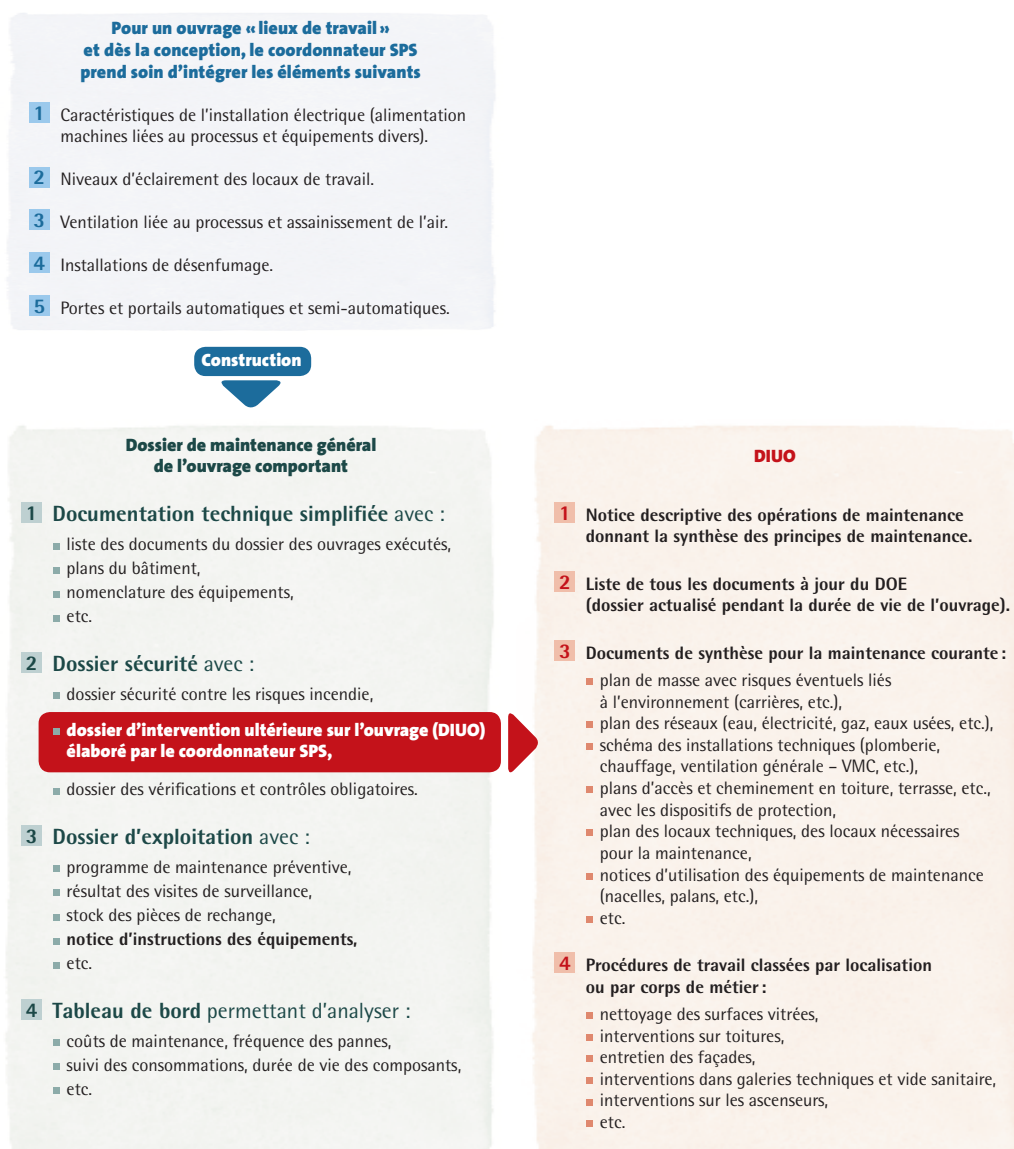 Pour un ouvrage « lieux de travail »
et dès la conception, le coordonnateur SPS
prend soin d'intégrer les éléments suivants
1 Caractéristiques de l'installation électrique (alimentation
machines liées au processus et équipements divers).
2 Niveaux d'éclairement des locaux de travail.
3 Ventilation liée au processus et assainissement de l'air.
4 Installations de désenfumage.
5 Portes et portails automatiques et semi-automatiques.
Construction
Dossier de maintenance général
de l'ouvrage comportant
1 Documentation technique simplifiée avec :
▪ liste des documents du dossier des ouvrages exécutés,
▪ plans du bâtiment,
▪ nomenclature des équipements,
▪ etc.
2 Dossier sécurité avec :
▪ dossier sécurité contre les risques incendie,
▪ dossier d'intervention ultérieure sur l'ouvrage (DIUO)
élaboré par le coordonnateur SPS,
▪ dossier des vérifications et contrôles obligatoires.
3 Dossier d'exploitation avec :
▪ programme de maintenance préventive,
▪ résultat des visites de surveillance,
▪ stock des pièces de rechange,
▪ notice d'instructions des équipements,
▪ etc.
4 Tableau de bord permettant d'analyser :
▪ coûts de maintenance, fréquence des pannes,
▪ suivi des consommations, durée de vie des composants,
▪ etc.
DIUO
1 Notice descriptive des opérations de maintenance
donnant la synthèse des principes de maintenance.
2 Liste de tous les documents à jour du DOE
(dossier actualisé pendant la durée de vie de l'ouvrage).
3 Documents de synthèse pour la maintenance courante :
▪ plan de masse avec risques éventuels liés
à l'environnement (carrières, etc.),
▪ plan des réseaux (eau, électricité, gaz, eaux usées, etc.),
▪ schéma des installations techniques (plomberie,
chauffage, ventilation générale – VMC, etc.),
▪ plans d'accès et cheminement en toiture, terrasse, etc.,
avec les dispositifs de protection,
▪ plan des locaux techniques, des locaux nécessaires
pour la maintenance,
▪ notices d'utilisation des équipements de maintenance
(nacelles, palans, etc.),
▪ etc.
4 Procédures de travail classées par localisation
ou par corps de métier :
▪ nettoyage des surfaces vitrées,
▪ interventions sur toitures,
▪ entretien des façades,
▪ interventions dans galeries techniques et vide sanitaire,
▪ interventions sur les ascenseurs,
▪ etc.